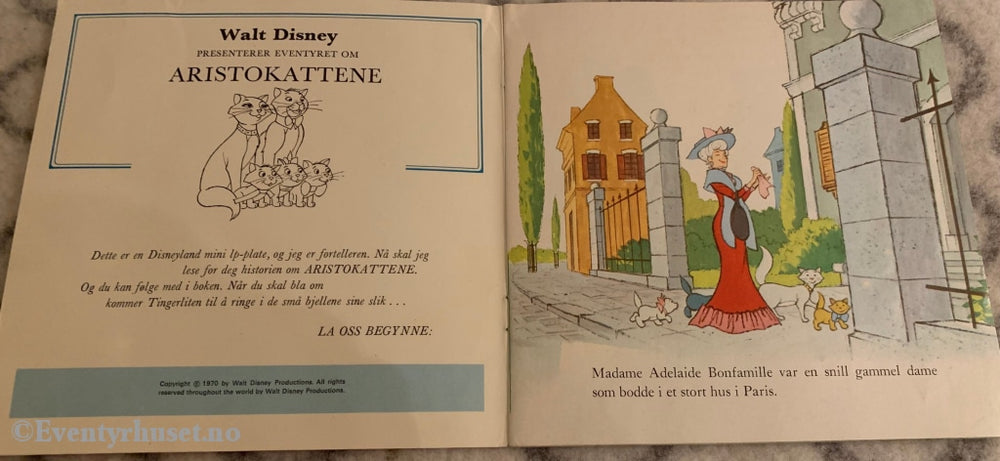 Walt Disney
PRESENTERER EVENTYRET OM
ARISTOKATTENE
Dette er en Disneyland mini lp-plate, og jeg er fortelleren. Nå skal jeg
lese for deg historien om ARISTOKATTENE.
Og du kan følge med i boken. Når du skal bla om
kommer Tingerliten til å ringe i de små bjellene sine slik . . .
LA OSS BEGYNNE:
Copyright © 1970 by Walt Disney Productions. All rights
reserved throughout the world by Walt Disney Productions.
©Eventyrhuset.no
Madame Adelaide Bonfamille var en snill gammel dame
som bodde i et stort hus i Paris.